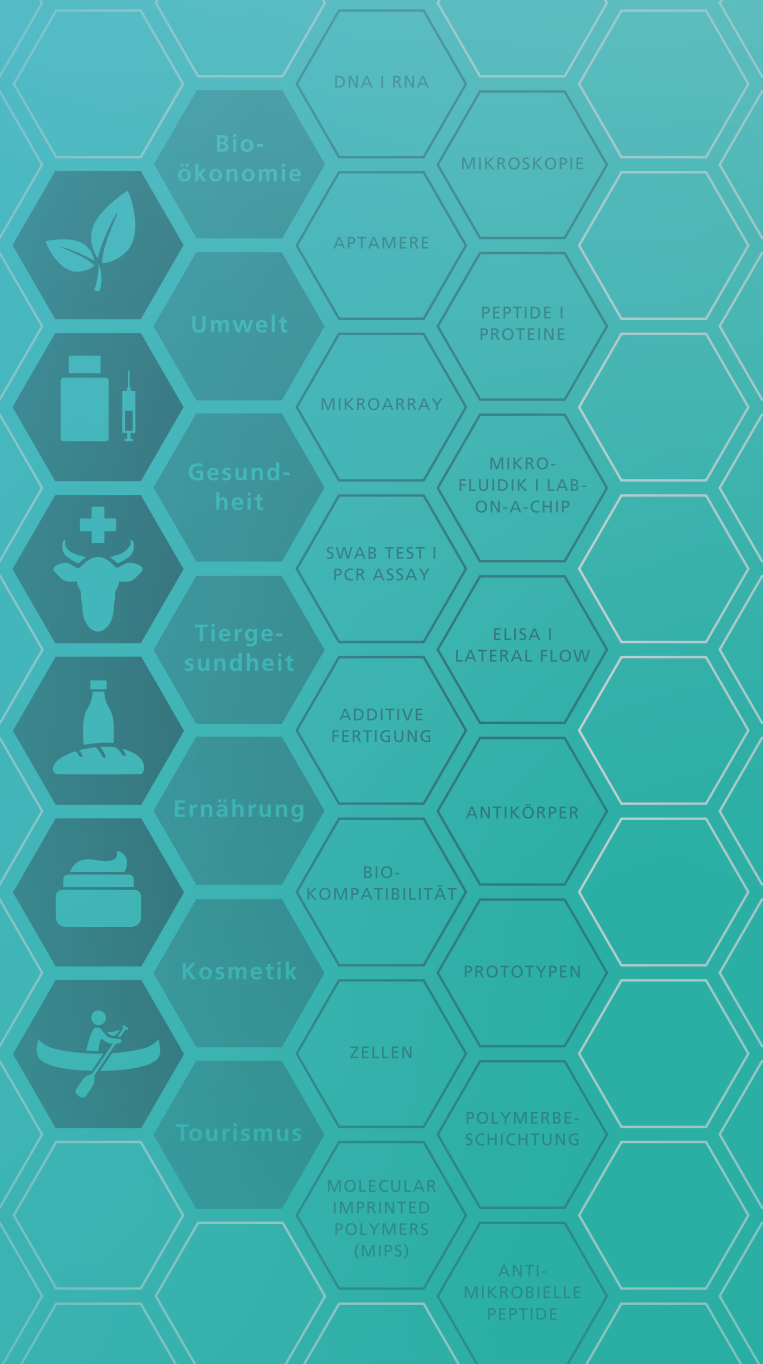 Bio-
ökonomie
Umwelt
Gesund-
heit
Tierge-
sundheit
Ernährung
Kosmetik
Tourismus
DNA I RNA
APTAMERE
MIKROARRAY
SWAB TEST I
PCR ASSAY
ADDITIVE
FERTIGUNG
BIO-
KOMPATIBILITÄT
ZELLEN
MOLECULAR
IMPRINTED
POLYMERS
(MIPS)
MIKROSKOPIE
PEPTIDE I
PROTEINE
MIKRO-
FLUIDIK I LAB-
ON-A-CHIP
ELISA I
LATERAL FLOW
ANTIKÖRPER
PROTOTYPEN
POLYMERBE-
SCHICHTUNG
ANTI-
MIKROBIELLE
PEPTIDE